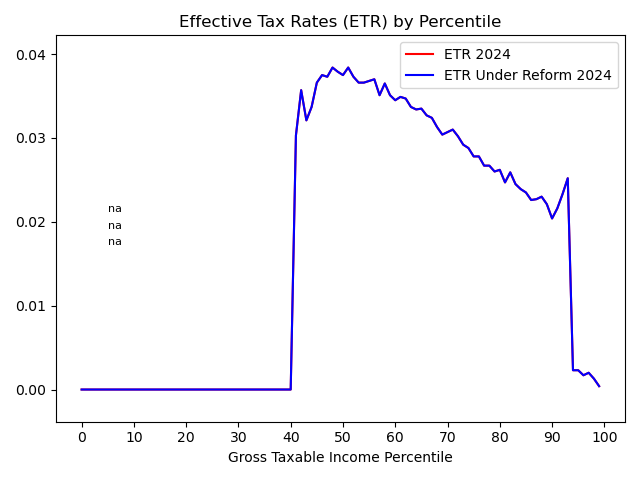 Effective Tax Rates (ETR) by Percentile
ETR 2024
ETR Under Reform 2024
0.04
0.03
0.02
0.01
0.00
na
na
na
0 10 20 30 40 50 60 70 80 90 100
Gross Taxable Income Percentile